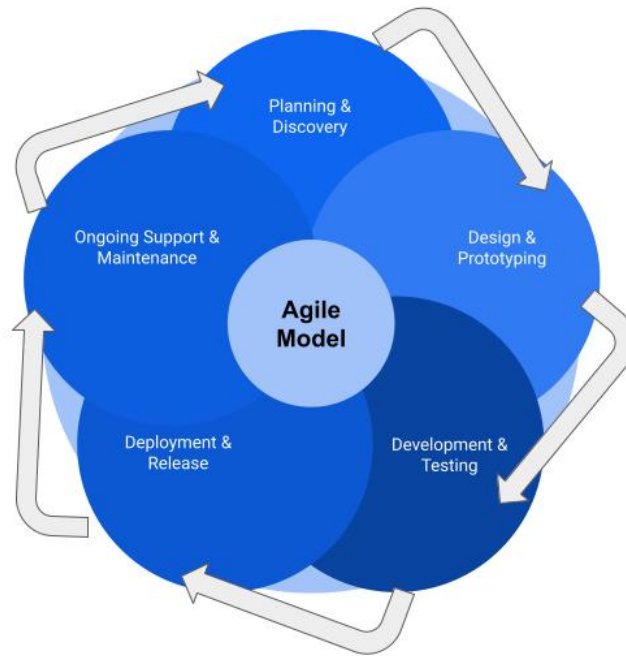 Planning &
Discovery
Design &
Prototyping
Development &
Testing
Deployment &
Release
Ongoing Support &
Maintenance
Agile
Model